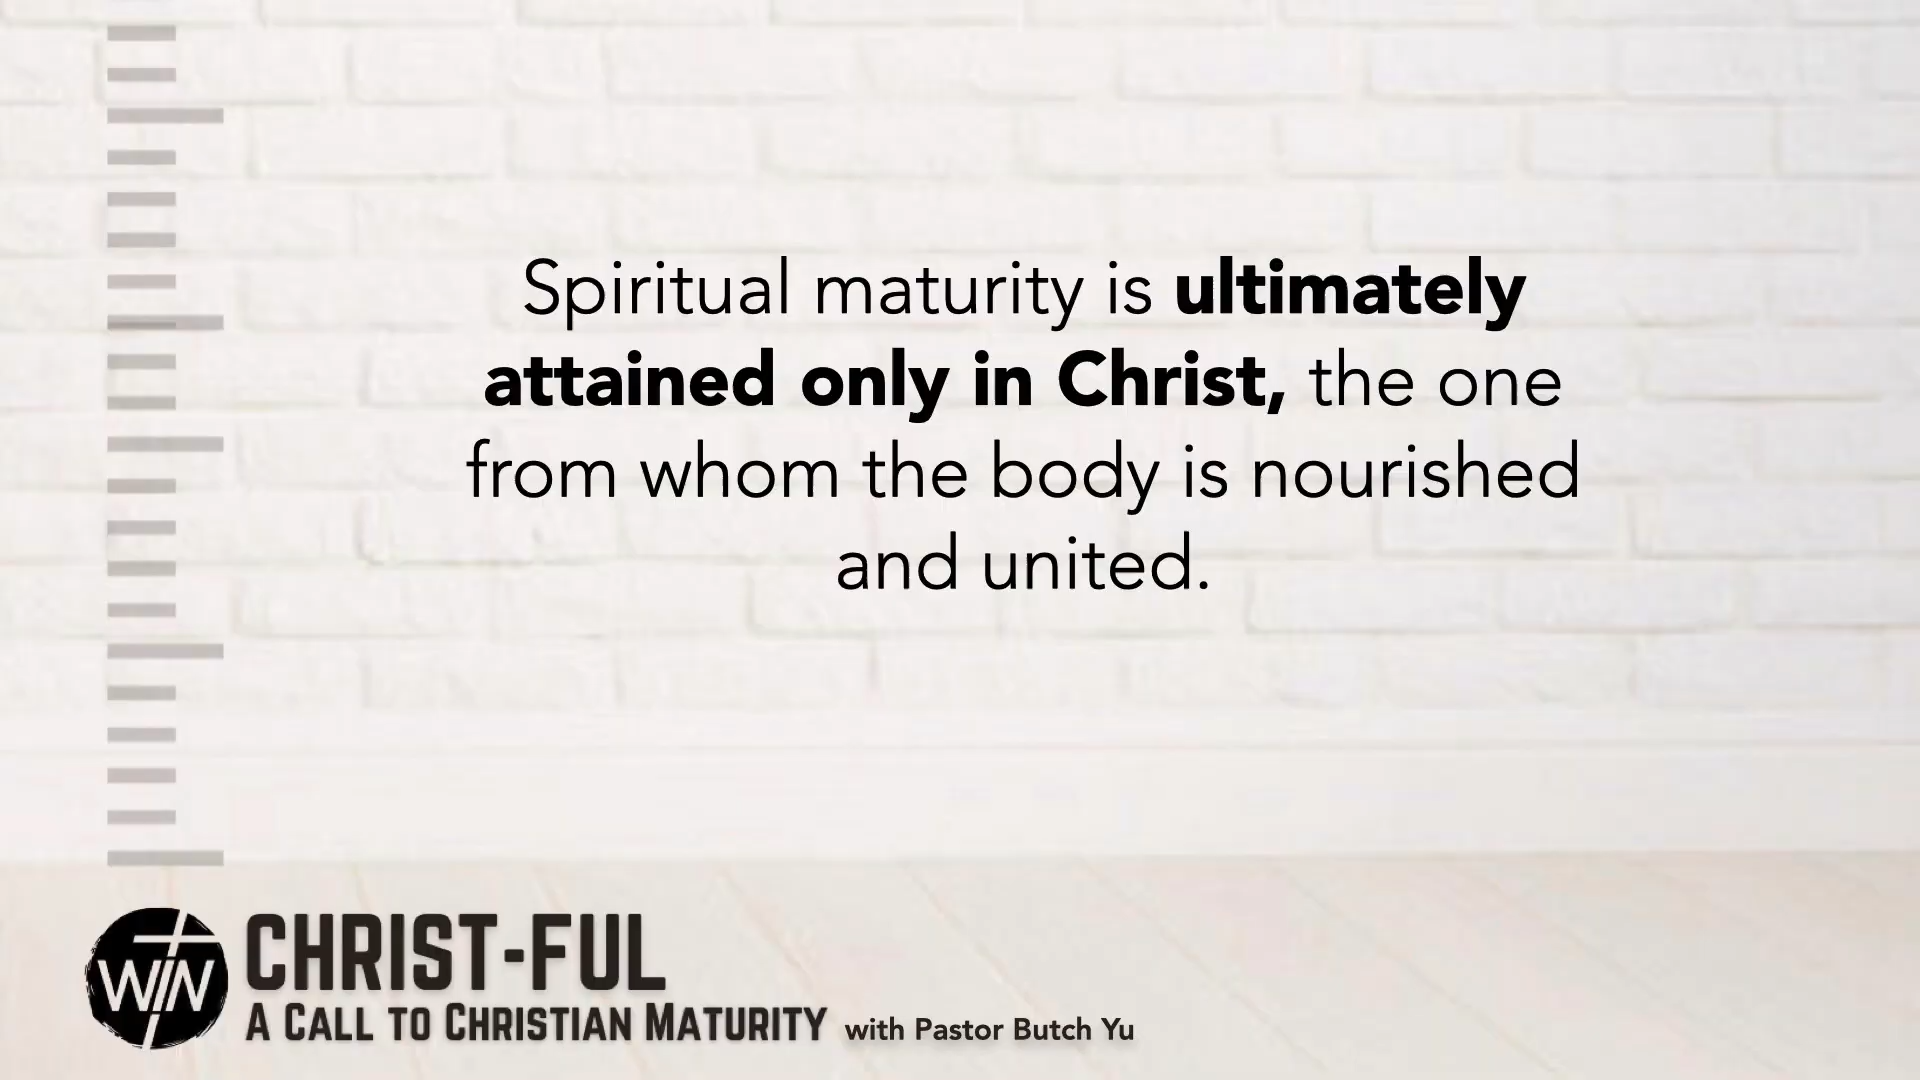 Spiritual maturity is ultimately
attained only in Christ, the one
from whom the body is nourished
and united.
WIN
CHRIST-FUL
A CALL TO CHRISTIAN MATURITY with Pastor Butch Yu